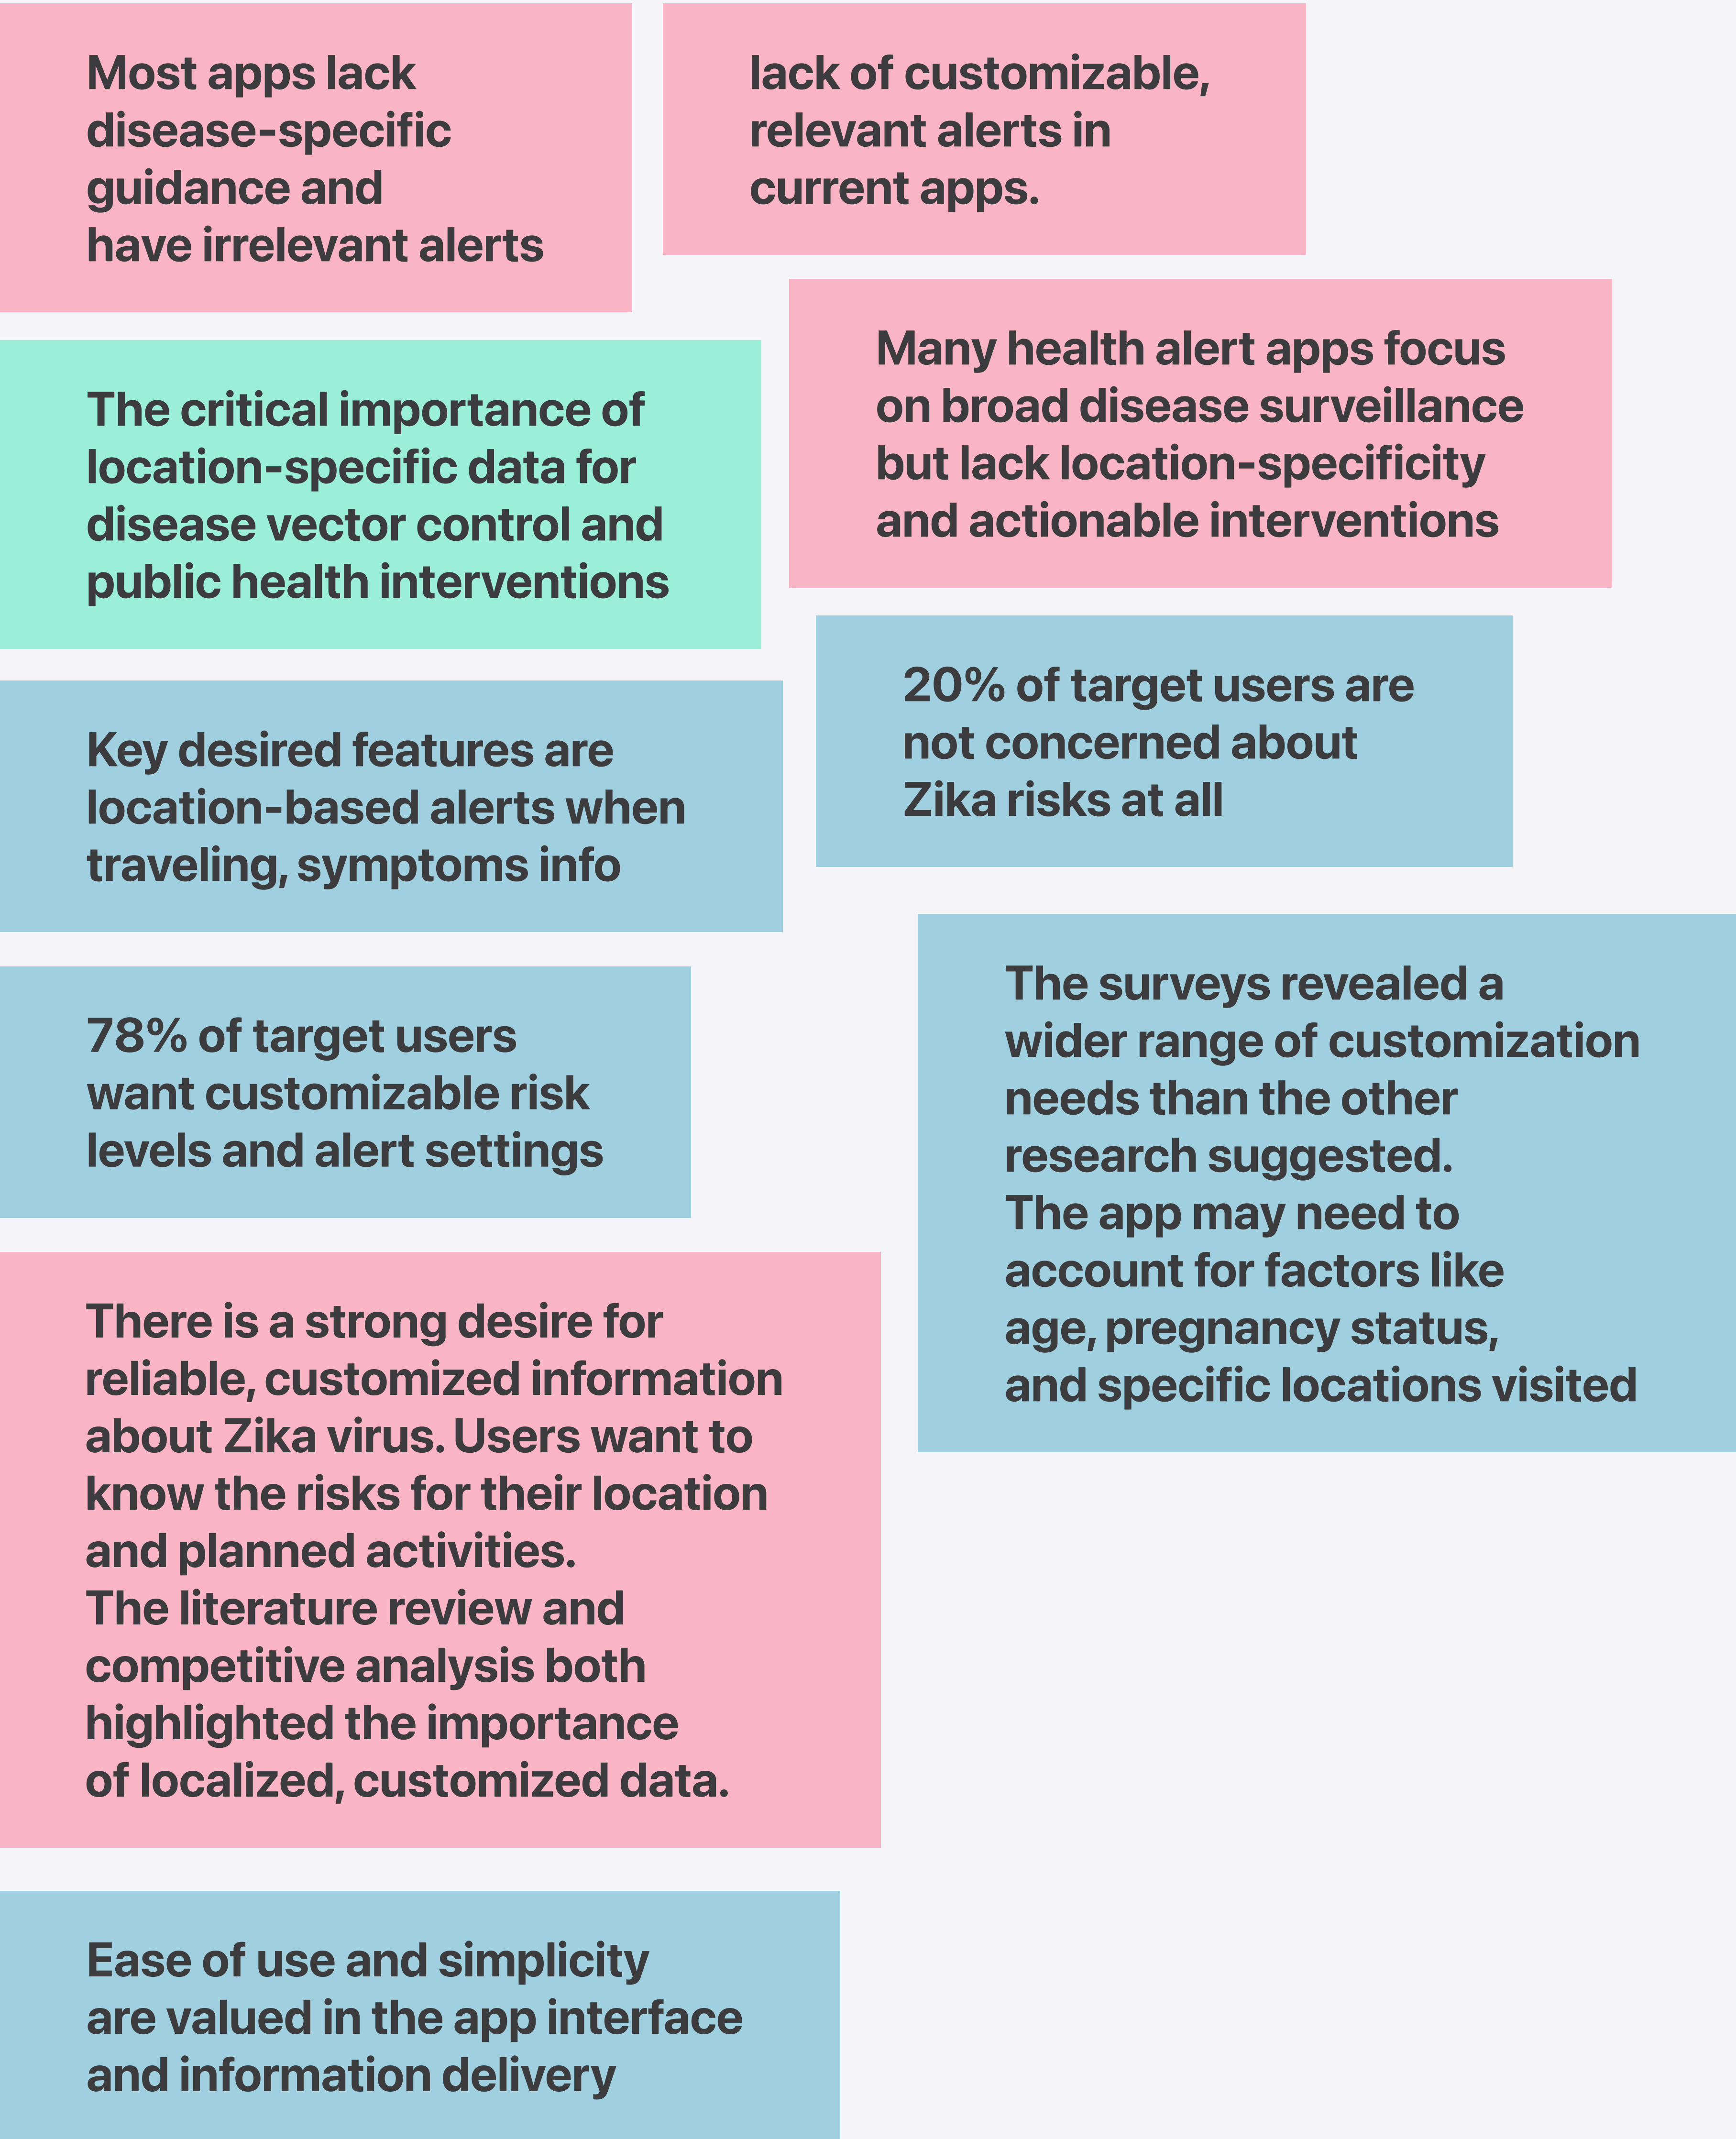 Most apps lack
disease-specific
guidance and
have irrelevant alerts
lack of customizable,
relevant alerts in
current apps.
Many health alert apps focus
on broad disease surveillance
but lack location-specificity
and actionable interventions
The critical importance of
location-specific data for
disease vector control and
public health interventions
20% of target users are
not concerned about
Zika risks at all
Key desired features are
location-based alerts when
traveling, symptoms info
The surveys revealed a
wider range of customization
needs than the other
research suggested.
The app may need to
account for factors like
age, pregnancy status,
and specific locations visited
78% of target users
want customizable risk
levels and alert settings
There is a strong desire for
reliable, customized information
about Zika virus. Users want to
know the risks for their location
and planned activities.
The literature review and
competitive analysis both
highlighted the importance
of localized, customized data.
Ease of use and simplicity
are valued in the app interface
and information delivery